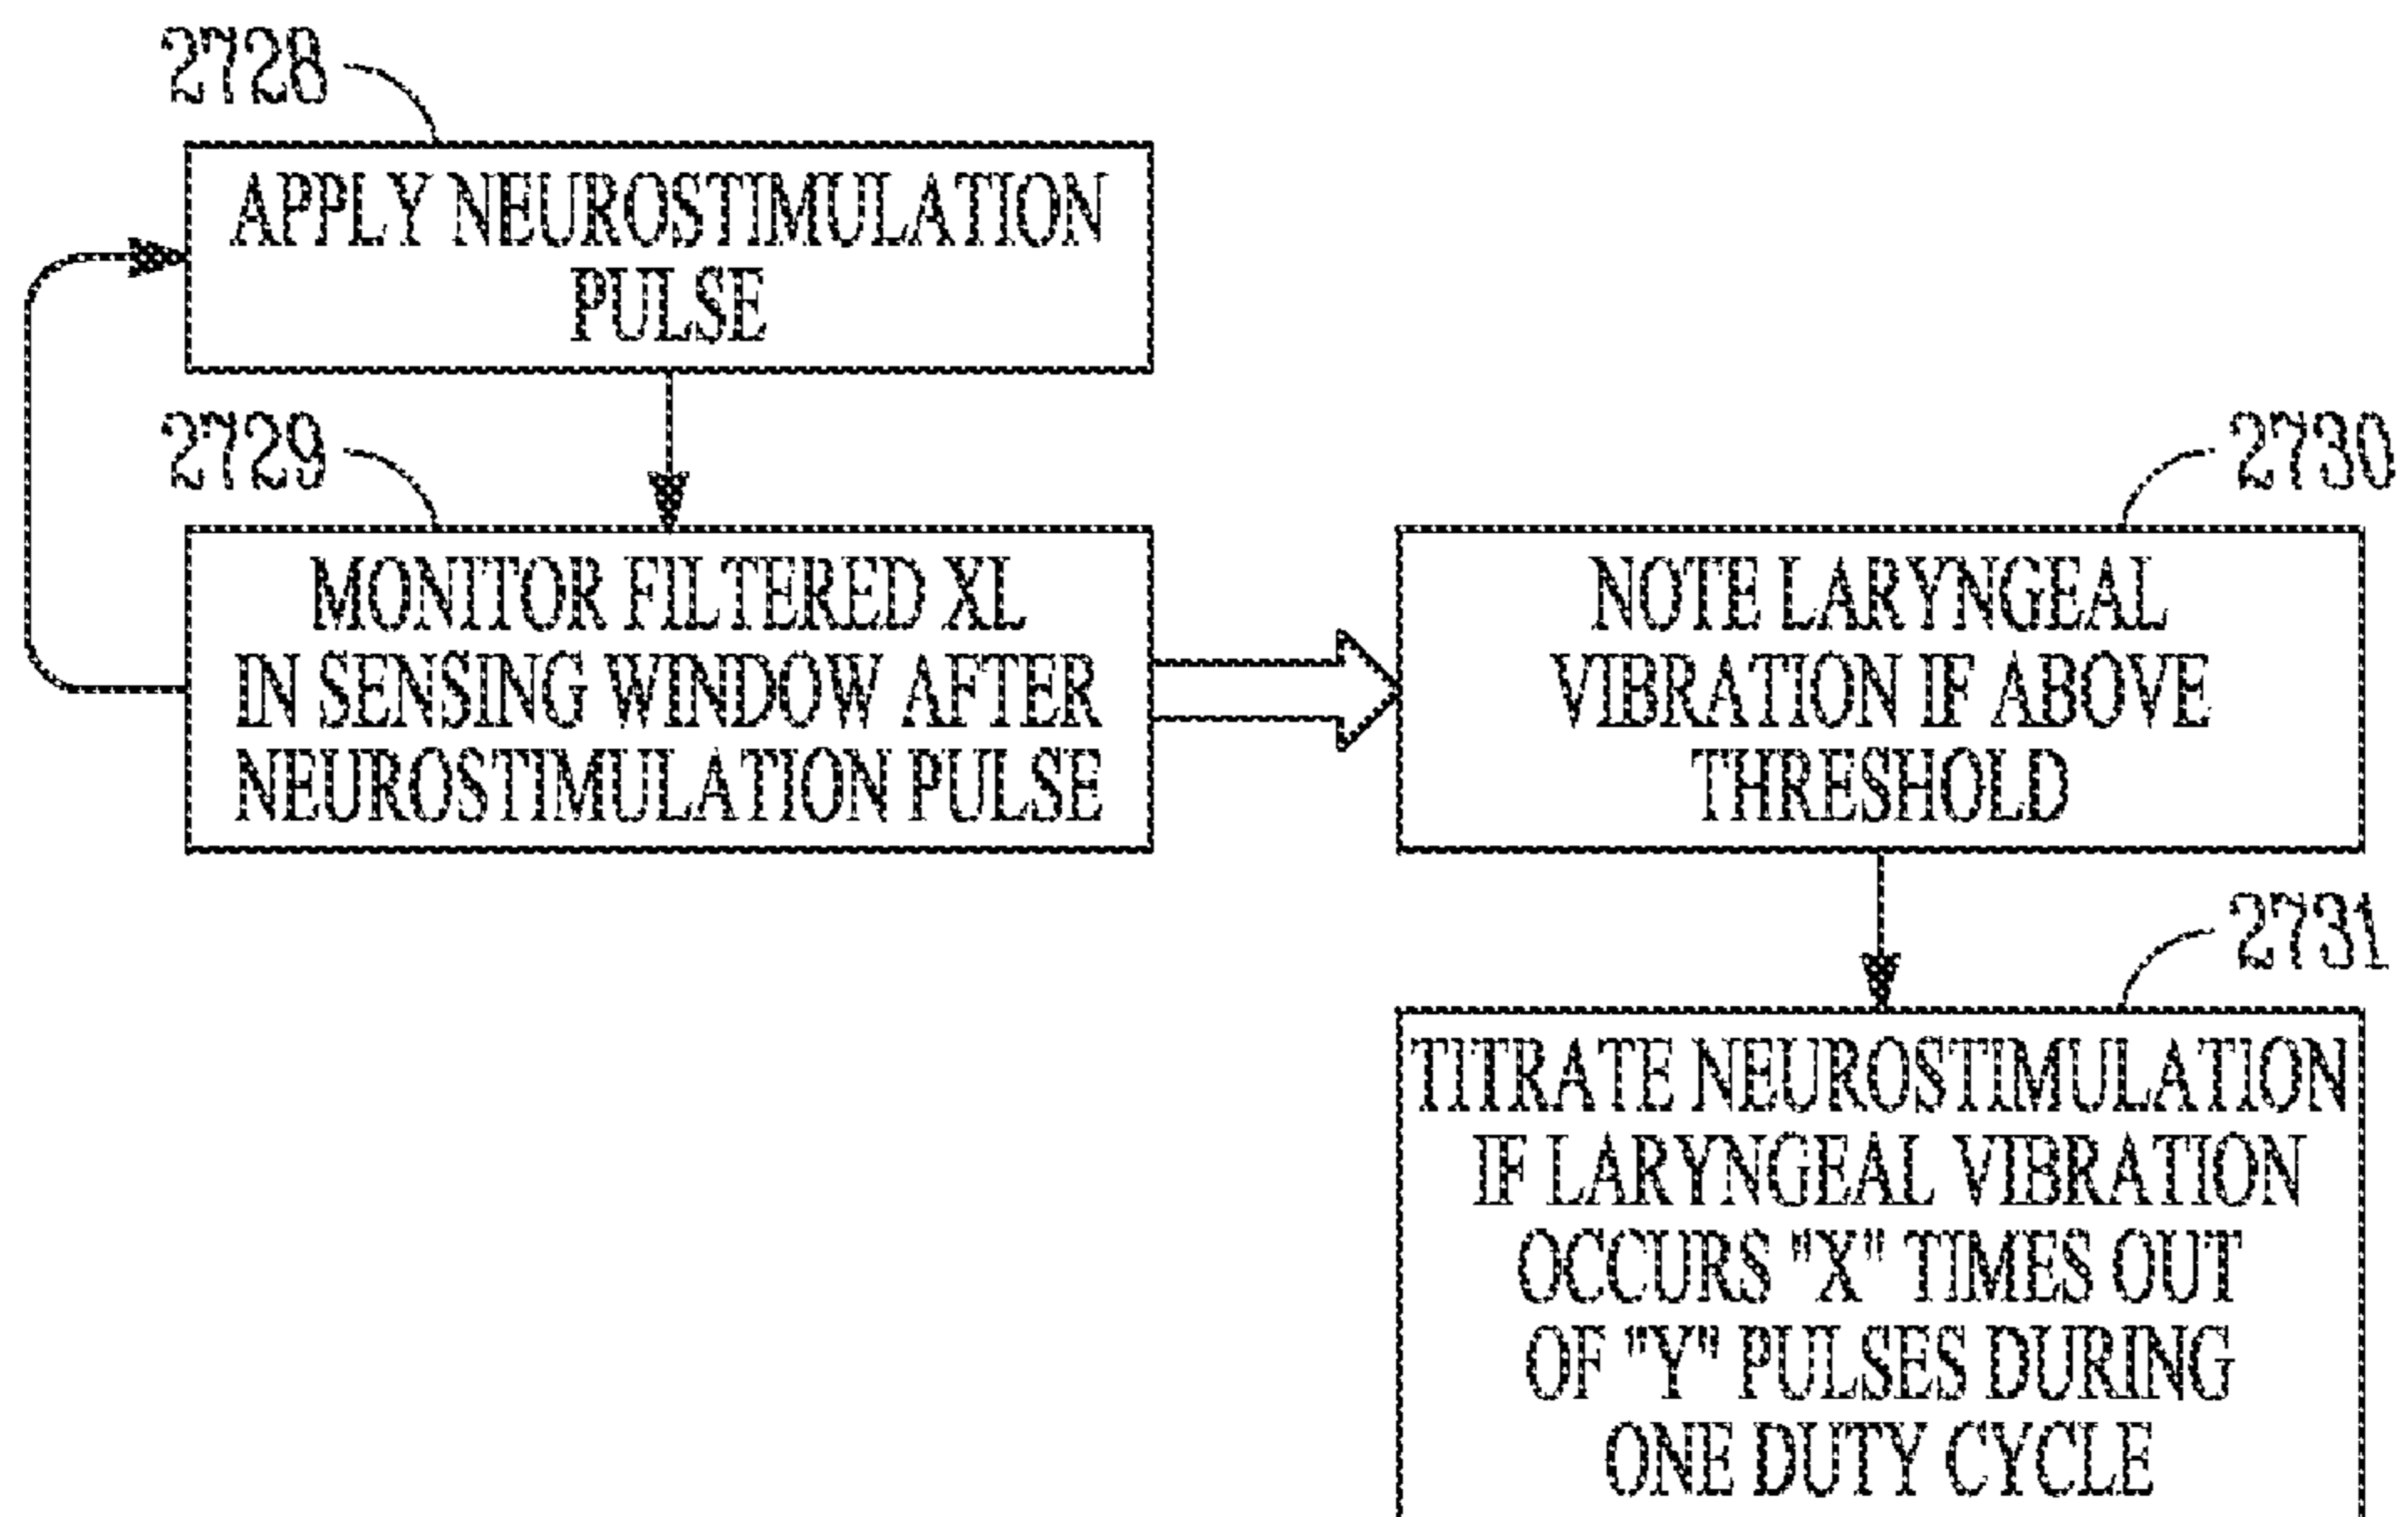 2728
APPLY NEUROSTIMULATION
PULSE
2729
MONITOR FILTERED XL
IN SENSING WINDOW AFTER
NEUROSTIMULATION PULSE
2730
NOTE LARYNGEAL
VIBRATION IF ABOVE
THRESHOLD
2731
TITRATE NEUROSTIMULATION
IF LARYNGEAL VIBRATION
OCCURS "X" TIMES OUT
OF "Y" PULSES DURING
ONE DUTY CYCLE